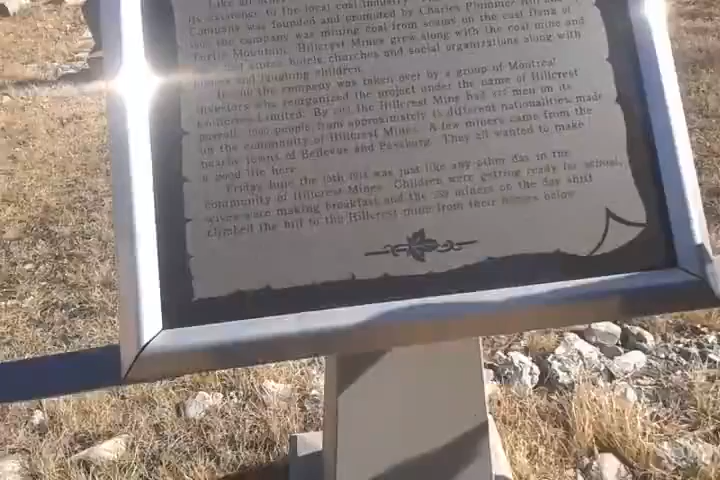 its existence to the local coal industry.
Company was founded and promoted by Charles Plummer Hill and
the company was mining coal from seams on the east flank of
Turtle Mountain. Hillcrest Mines grew along with the coal mine and
stores, hotels, churches and social organizations along with
homes and laughing children.
the company was taken over by a group of Montreal
investors who reorganized the project under the name of Hillcrest
Collieries Limited. By the Hillcrest Mine had men on its
payroll. 1000 people from approximately different nationalities made
up the community of Hillcrest Mines. A few miners came from the
nearby towns of Bellevue and Passburg. They all wanted to make
a good life here.
Friday June the 19th was just like any other day in the
community of Hillcrest Mines. Children were getting ready for school,
wives were making breakfast and the miners on the day shift
climbed the hill to the Hillcrest mine from their homes below